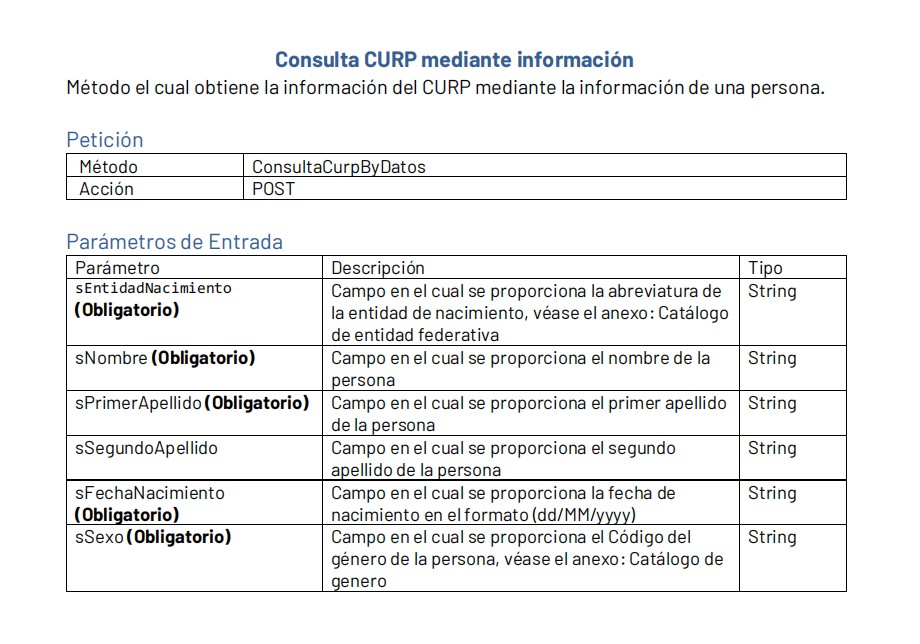 Consulta CURP mediante información
Método el cual obtiene la información del CURP mediante la información de una persona.
Petición
Método ConsultaCurpByDatos
Acción POST
Parámetros de Entrada
Parámetro Descripción Tipo
sEntidadNacimiento Campo en el cual se proporciona la abreviatura de String
(Obligatorio) la entidad de nacimiento, véase el anexo: Catálogo
de entidad federativa
sNombre (Obligatorio) Campo en el cual se proporciona el nombre de la String
persona
sPrimerApellido (Obligatorio) Campo en el cual se proporciona el primer apellido String
de la persona
sSegundoApellido Campo en el cual se proporciona el segundo String
apellido de la persona
sFechaNacimiento Campo en el cual se proporciona la fecha de String
(Obligatorio) nacimiento en el formato (dd/MM/yyyy)
sSexo (Obligatorio) Campo en el cual se proporciona el Código del String
género de la persona, véase el anexo: Catálogo de
genero